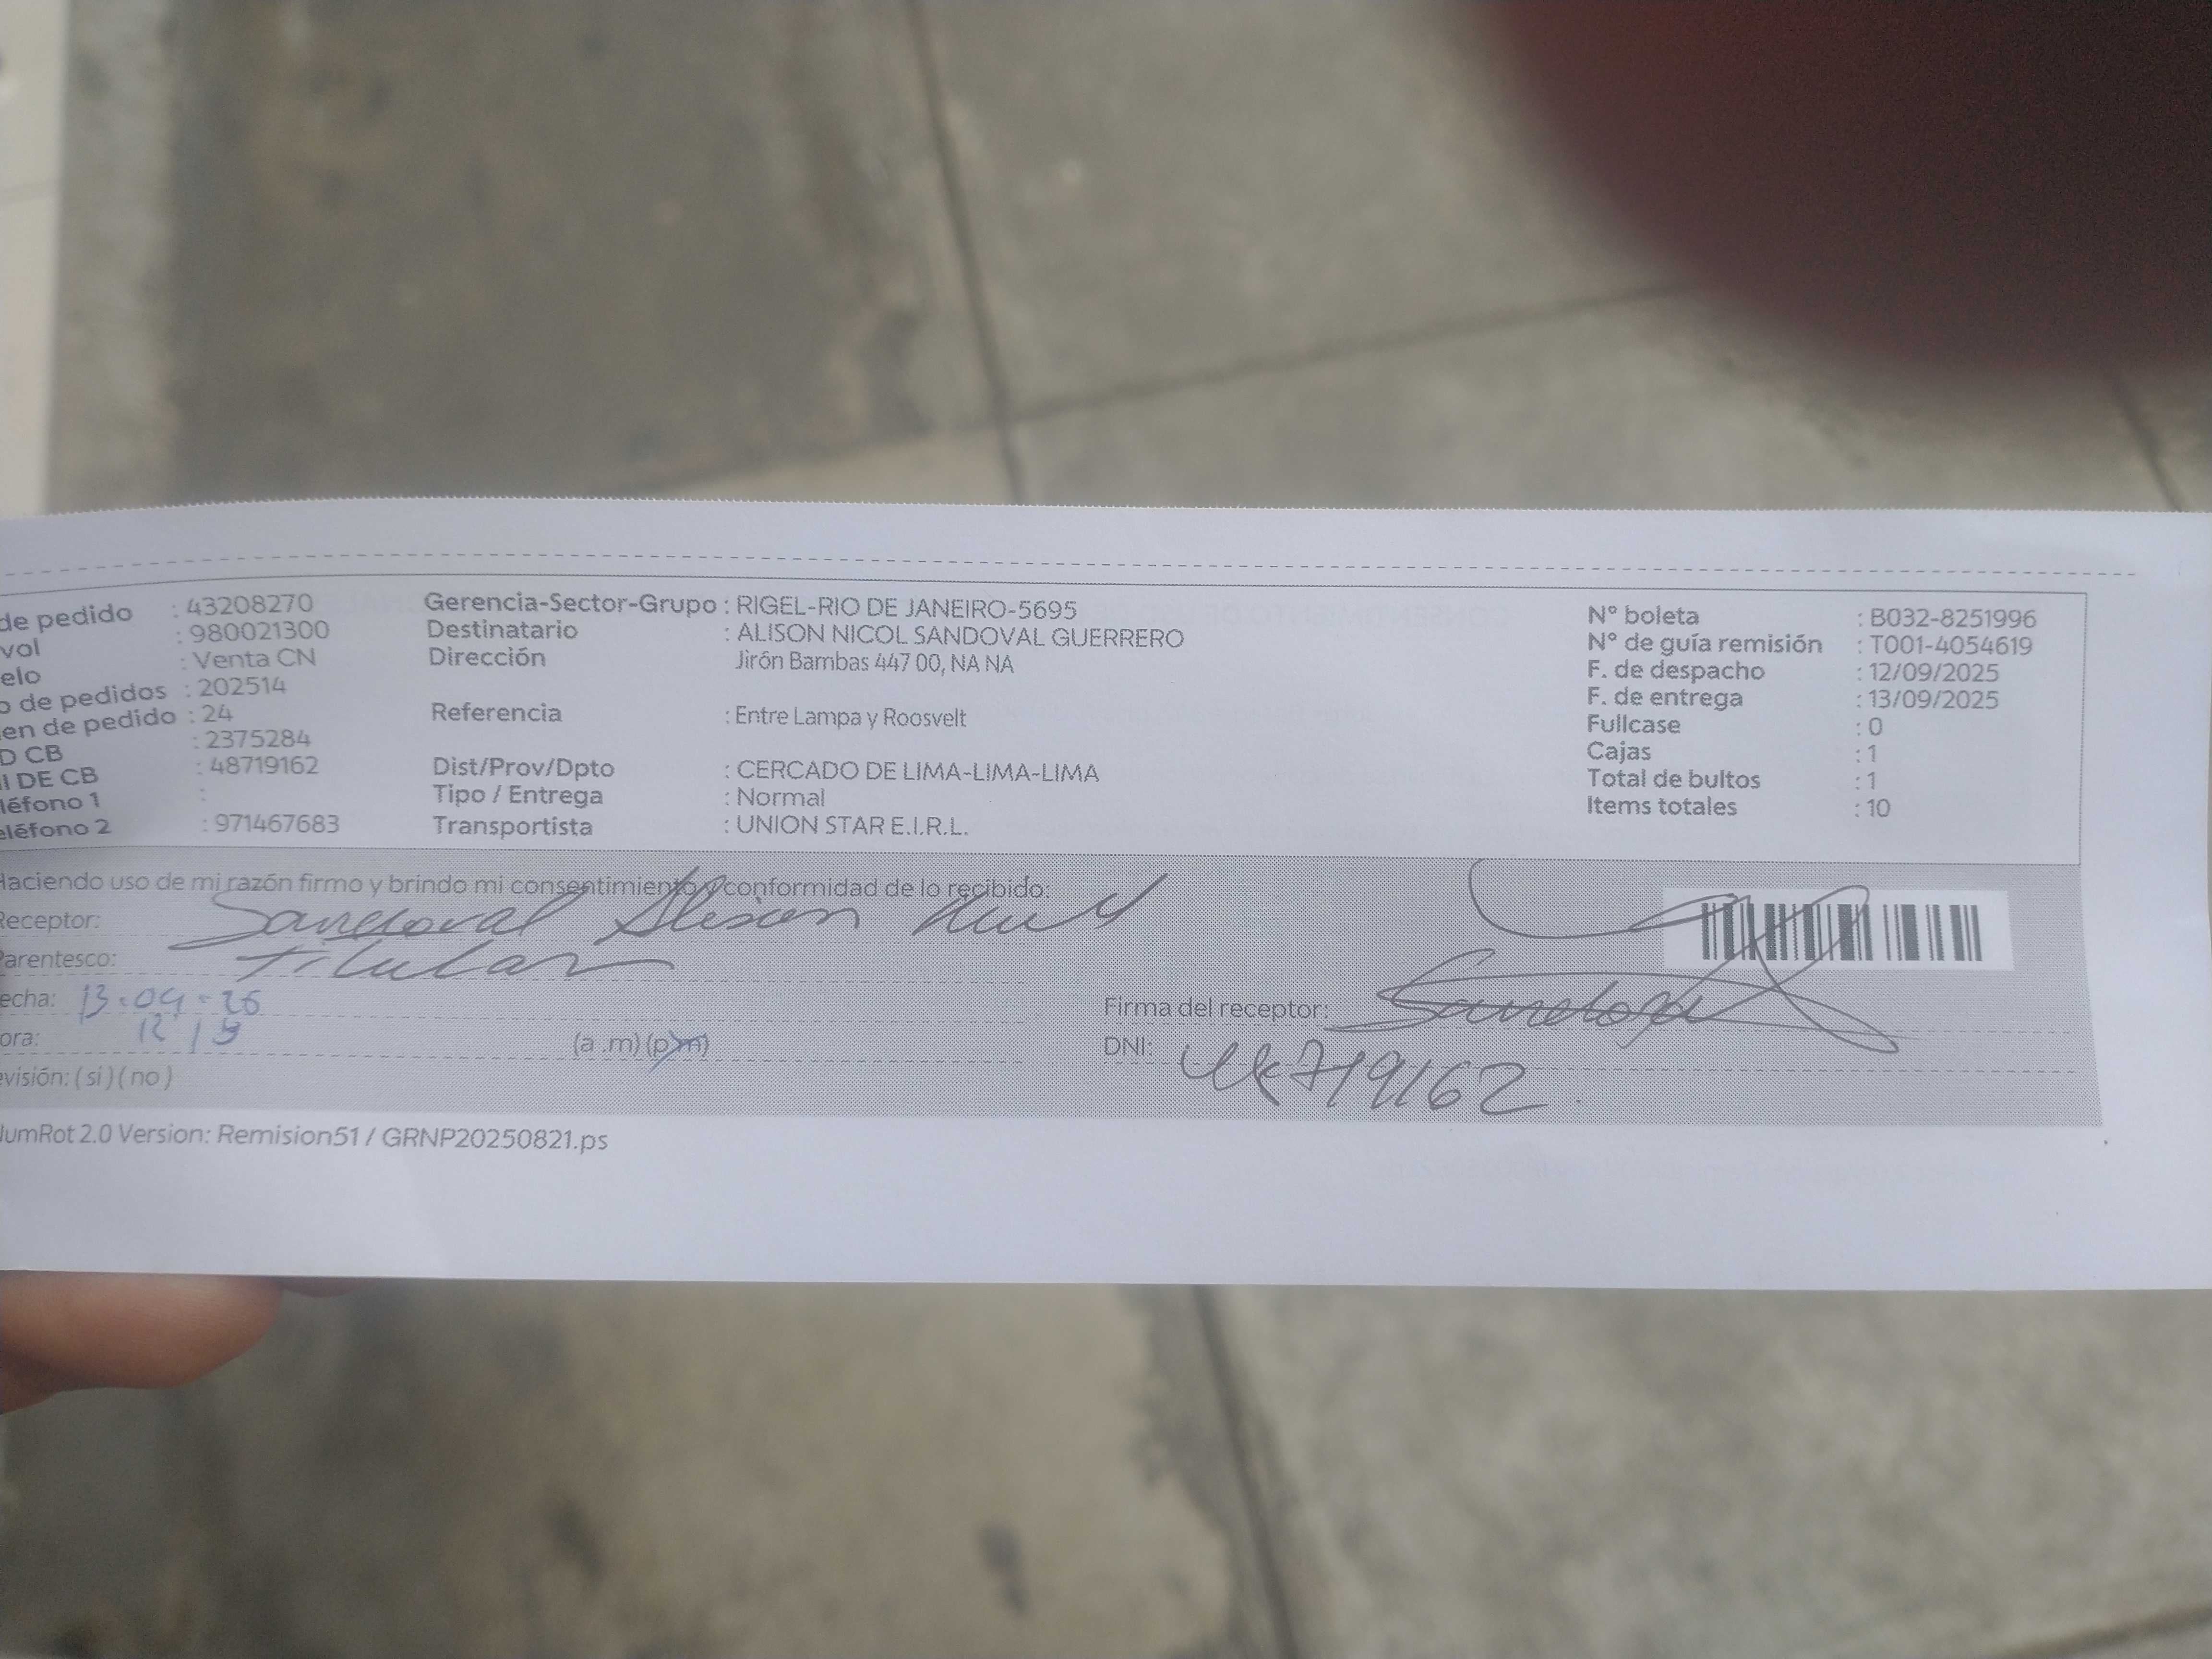 de pedido : 43208270
vol : 980021300
elo : Venta CN
o de pedidos : 202514
en de pedido : 24
D CB : 2375284
I DE CB : 48719162
léfono 1 :
eléfono 2 : 971467683
Gerencia-Sector-Grupo : RIGEL-RIO DE JANEIRO-5695
Destinatario : ALISON NICOL SANDOVAL GUERRERO
Dirección Jirón Bambas 447 00, NA NA
Referencia : Entre Lampa y Roosvelt
Dist/Prov/Dpto : CERCADO DE LIMA-LIMA-LIMA
Tipo / Entrega : Normal
Transportista : UNION STAR E.I.R.L.
N° boleta : B032-8251996
N° de guía remisión : T001-4054619
F. de despacho : 12/09/2025
F. de entrega : 13/09/2025
Fullcase : 0
Cajas : 1
Total de bultos : 1
Items totales : 10
Haciendo uso de mi razón firmo y brindo mi consentimiento y conformidad de lo recibido:
Receptor: Sandoval Alison
Parentesco: Titular
echa:
ora: (a .m) (p.m)
evisión: ( si ) ( no )
Firma del receptor: Sandoval
DNI: 48719162
NumRot 2.0 Version: Remision51 / GRNP20250821.ps